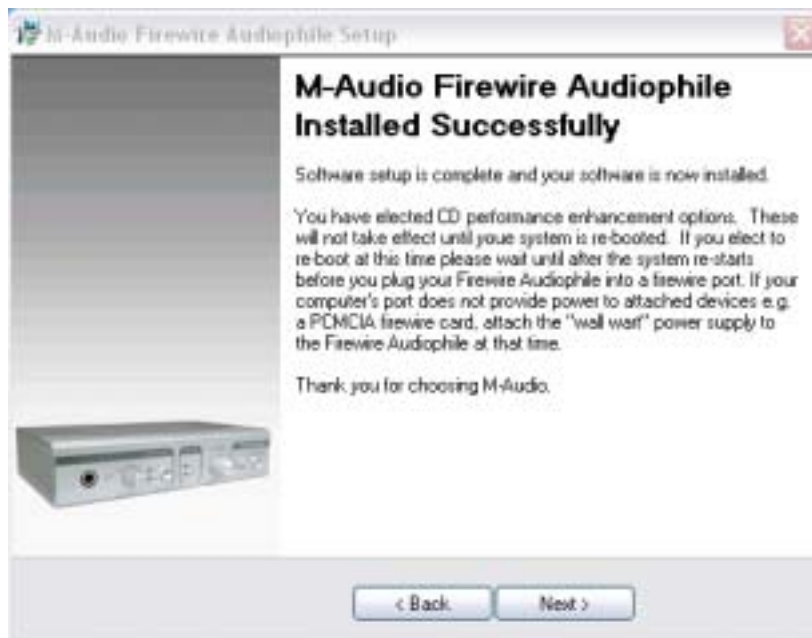 M-Audio Firewire Audiophile Setup
M-Audio Firewire Audiophile
Installed Successfully
Software setup is complete and your software is now installed.
You have elected CD performance enhancement options. These
will not take effect until youe system is re-booted. If you elect to
re-boot at this time please wait until after the system re-starts
before you plug your Firewire Audiophile into a firewire port. If your
computer's port does not provide power to attached devices e.g.
a PCMCIA firewire card, attach the "wall wart" power supply to
the Firewire Audiophile at that time.
Thank you for choosing M-Audio.
< Back
Next >